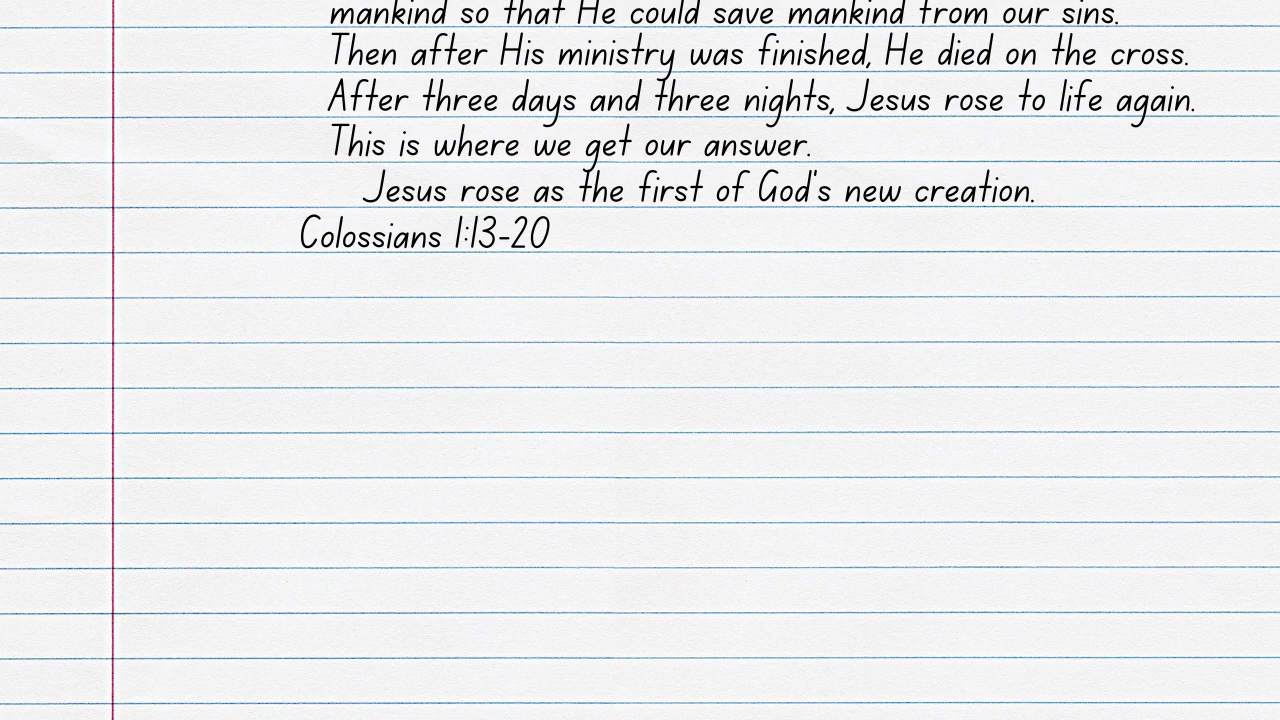 mankind so that He could save mankind from our sins.
Then after His ministry was finished, He died on the cross.
After three days and three nights, Jesus rose to life again.
This is where we get our answer.
Jesus rose as the first of God's new creation.
Colossians 1:13-20